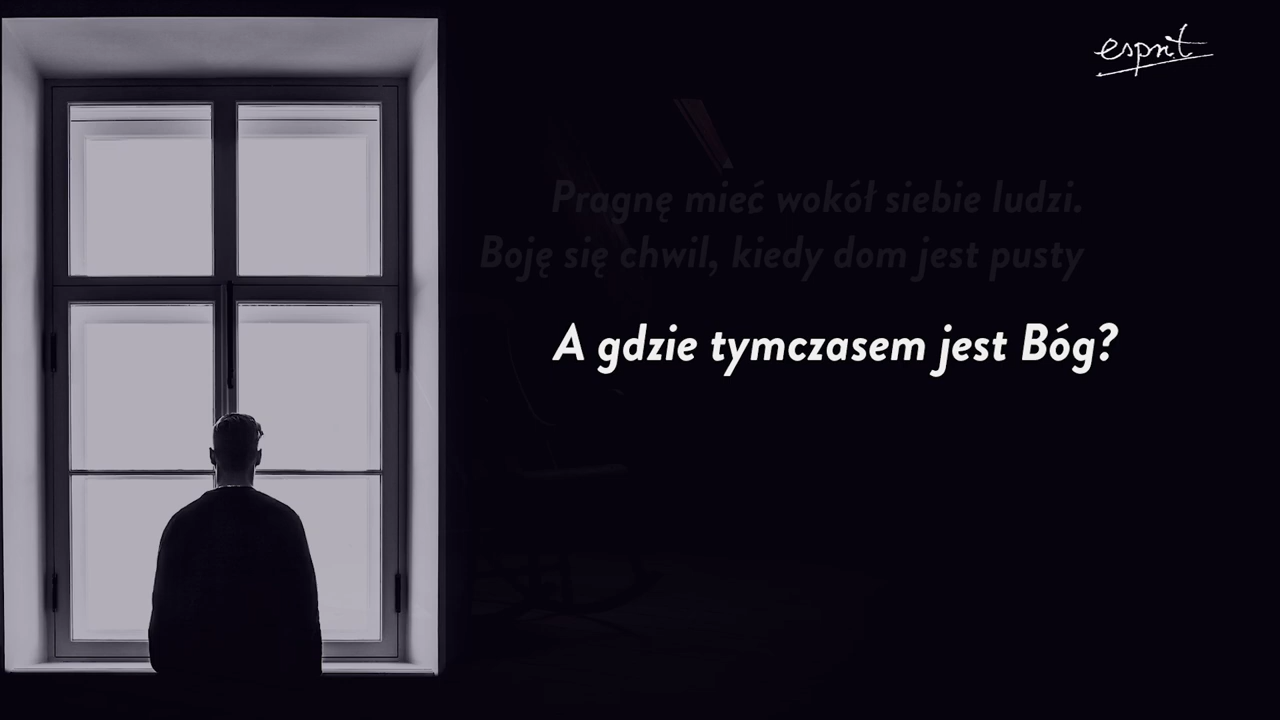 esprit
Pragnę mieć wokół siebie ludzi.
Boję się chwil, kiedy dom jest pusty
A gdzie tymczasem jest Bóg?